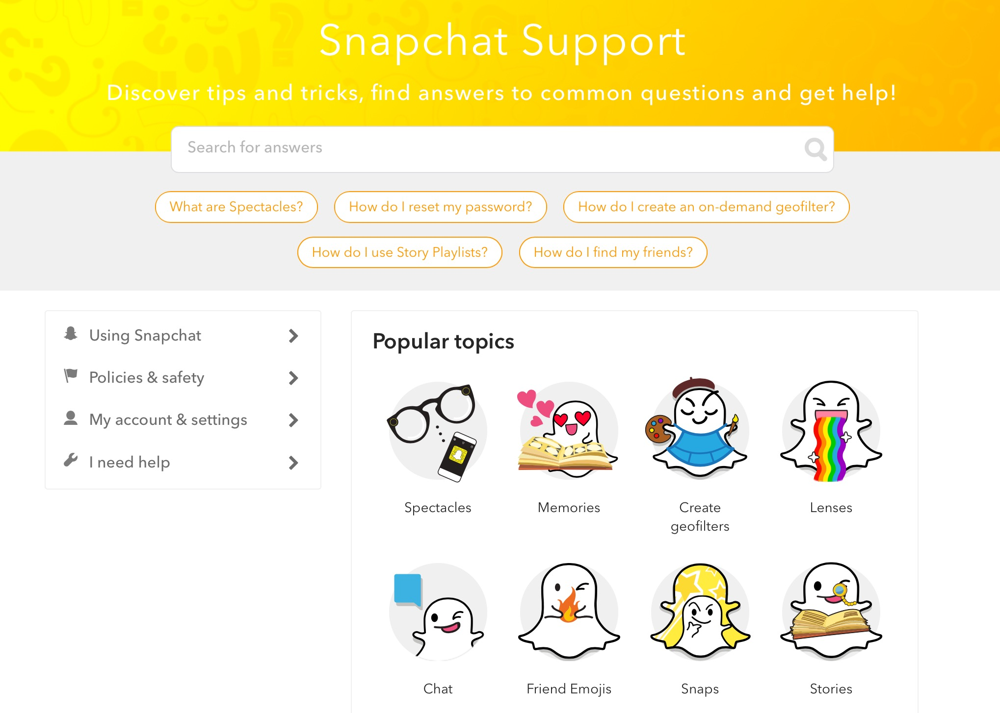 Snapchat Support
Discover tips and tricks, find answers to common questions and get help!
Search for answers
What are Spectacles?
How do I reset my password?
How do I create an on-demand geofilter?
How do I use Story Playlists?
How do I find my friends?
Using Snapchat
Policies & safety
My account & settings
I need help
Popular topics
Spectacles
Memories
Create
geofilters
Lenses
Chat
Friend Emojis
Snaps
Stories